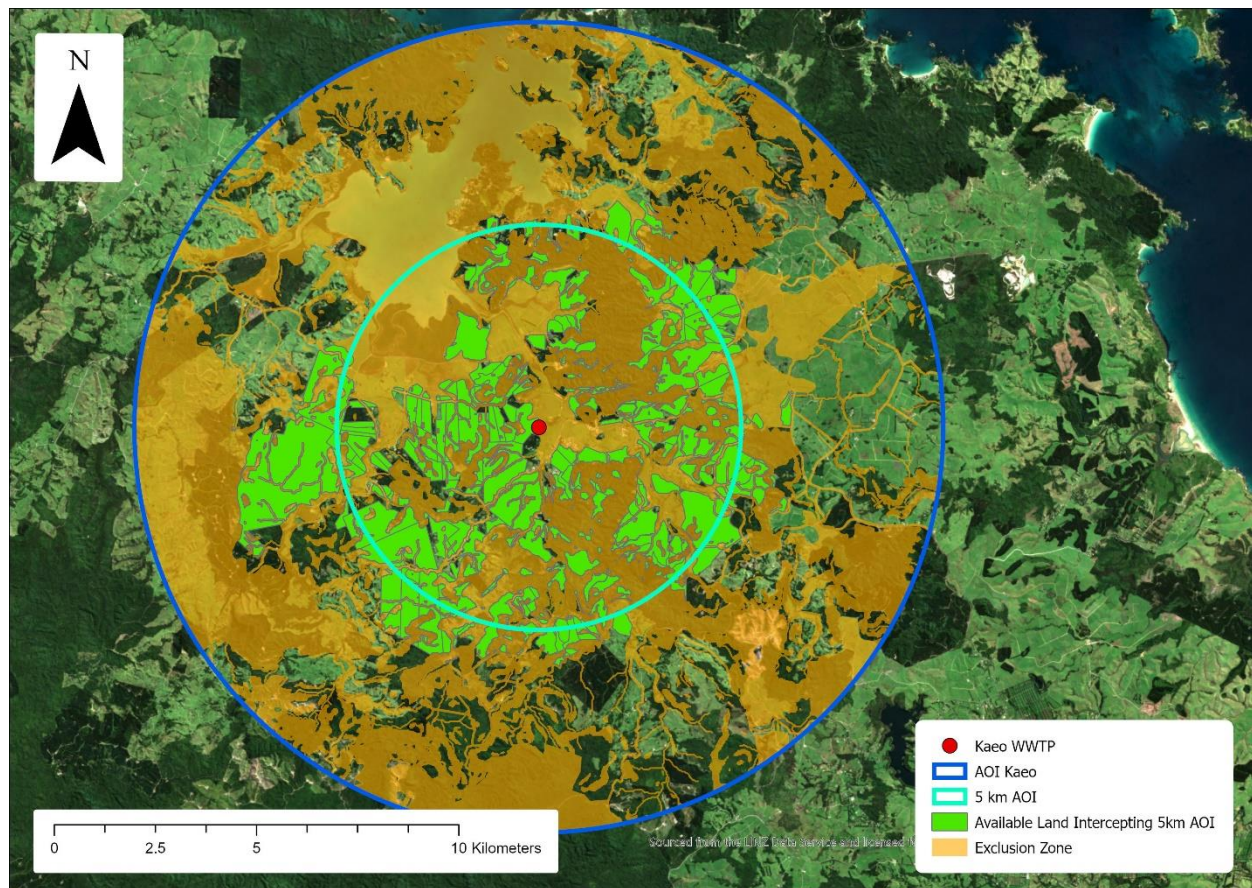 N
Kaeo WWTP
AOI Kaeo
5 km AOI
Available Land Intercepting 5km AOI
Exclusion Zone
0 2.5 5 10 Kilometers
Sourced from the LINZ Data Service and licensed